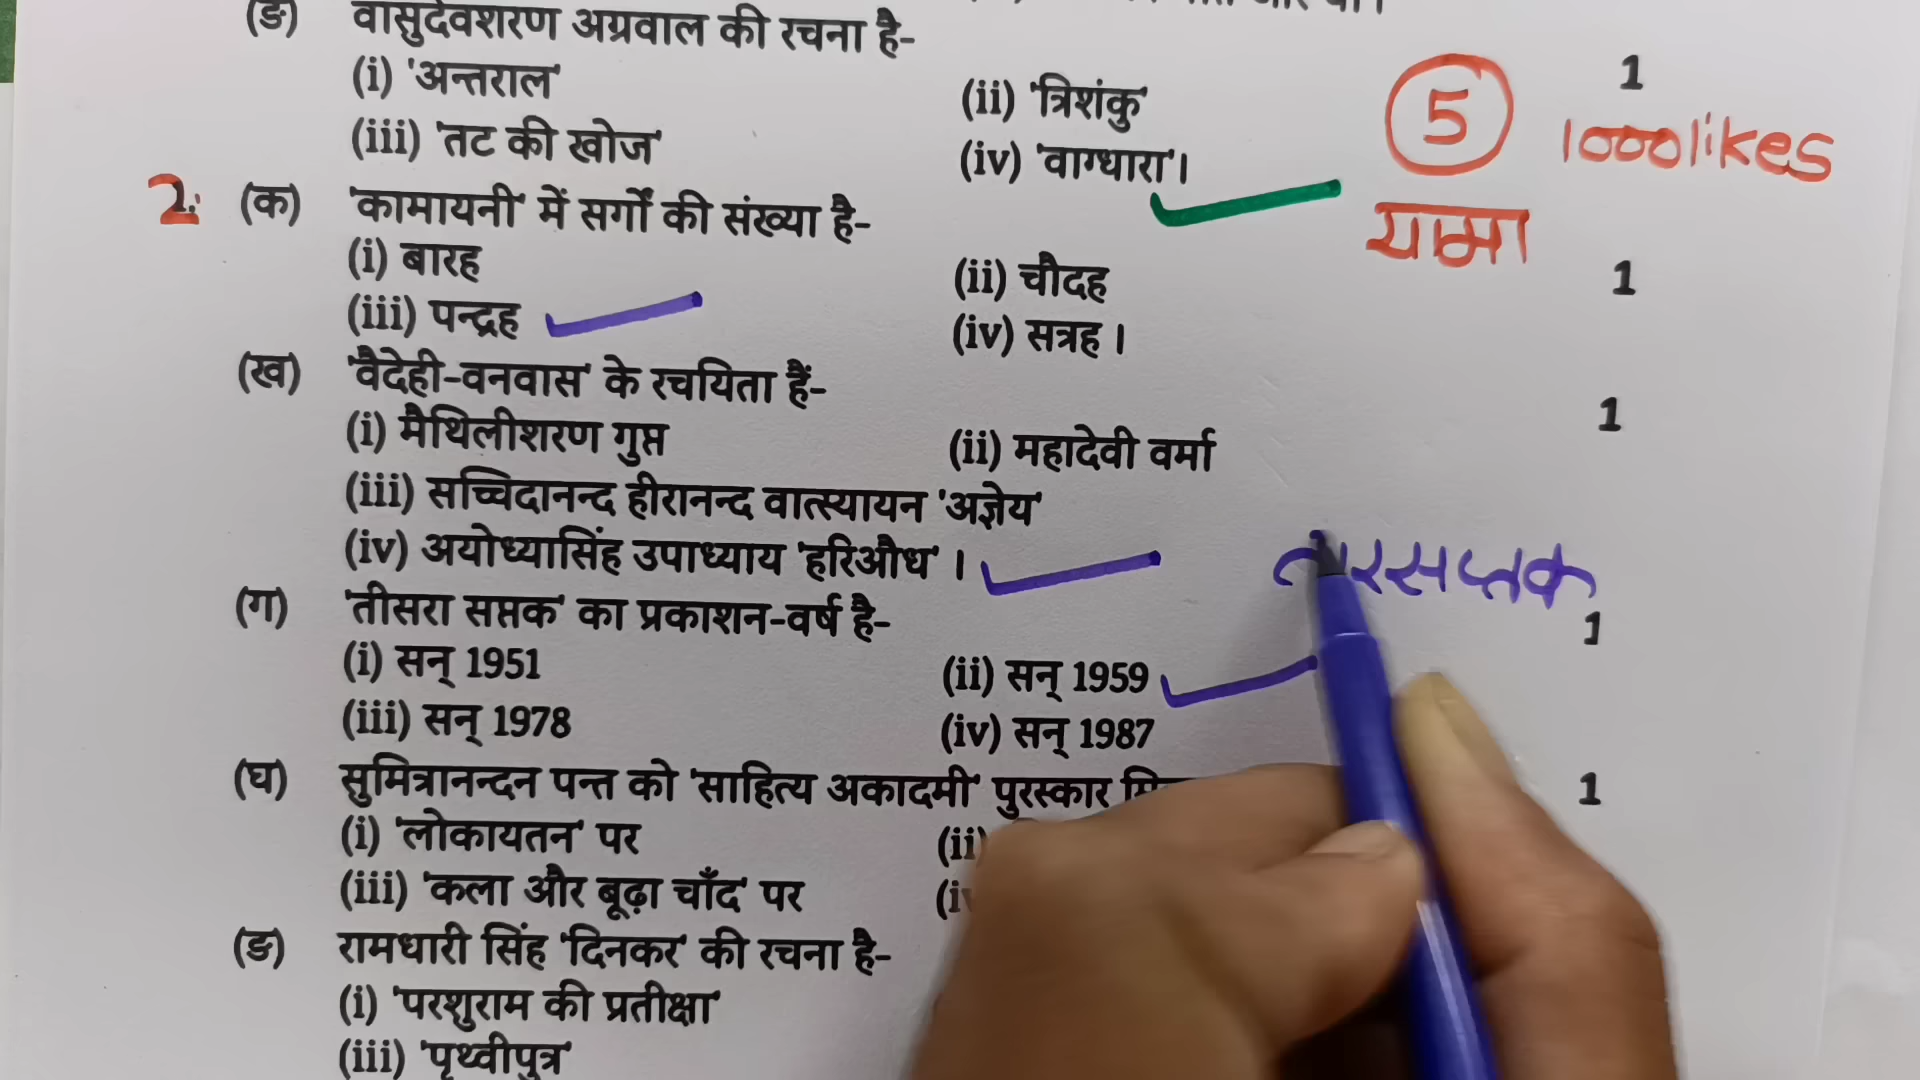 (ङ) वासुदेवशरण अग्रवाल की रचना है-
1
(i) 'अन्तराल'
(ii) 'त्रिशंकु'
(iii) 'तट की खोज'
(iv) 'वाग्धारा'।
5
1000 likes
यामा
2. (क) 'कामायनी' में सर्गों की संख्या है-
1
(i) बारह
(ii) चौदह
(iii) पन्द्रह
(iv) सत्रह ।
(ख) 'वैदेही-वनवास' के रचयिता हैं-
1
(i) मैथिलीशरण गुप्त
(ii) महादेवी वर्मा
(iii) सच्चिदानन्द हीरानन्द वात्स्यायन 'अज्ञेय'
(iv) अयोध्यासिंह उपाध्याय 'हरिऔध' ।
(ग) 'तीसरा सप्तक' का प्रकाशन-वर्ष है-
1
(i) सन् 1951
(ii) सन् 1959
(iii) सन् 1978
(iv) सन् 1987
(घ) सुमित्रानन्दन पन्त को 'साहित्य अकादमी' पुरस्कार
1
(i) 'लोकायतन' पर
(ii)
(iii) 'कला और बूढ़ा चाँद' पर
(ङ) रामधारी सिंह 'दिनकर' की रचना है-
(i) 'परशुराम की प्रतीक्षा'
(iii) 'पृथ्वीपुत्र'